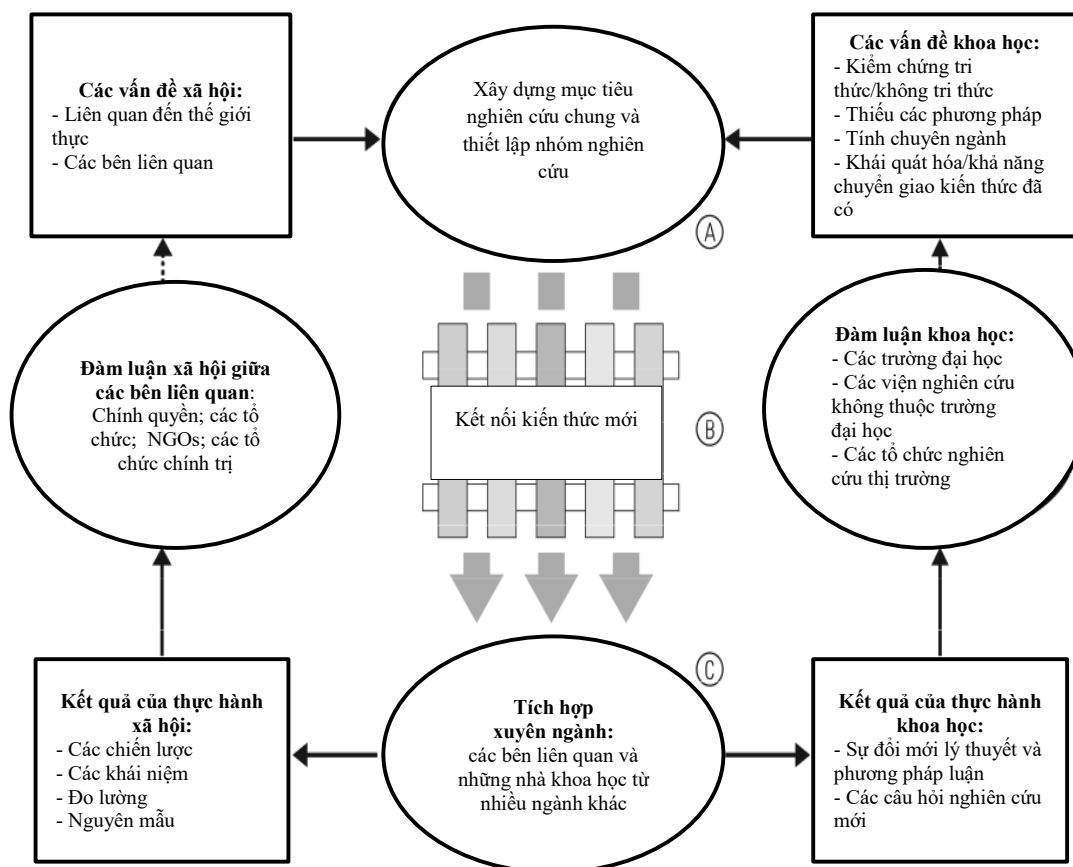 Các vấn đề xã hội:
- Liên quan đến thế giới
thực
- Các bên liên quan
Xây dựng mục tiêu
nghiên cứu chung và
thiết lập nhóm nghiên
cứu
Các vấn đề khoa học:
- Kiểm chứng tri
thức/không tri thức
- Thiếu các phương pháp
- Tính chuyên ngành
- Khái quát hóa/khả năng
chuyển giao kiến thức đã
có
A
Đàm luận xã hội giữa
các bên liên quan:
Chính quyền; các tổ
chức; NGOs; các tổ
chức chính trị
Kết nối kiến thức mới
B
Đàm luận khoa học:
- Các trường đại học
- Các viện nghiên cứu
không thuộc trường
đại học
- Các tổ chức nghiên
cứu thị trường
Kết quả của thực hành
xã hội:
- Các chiến lược
- Các khái niệm
- Đo lường
- Nguyên mẫu
C
Tích hợp
xuyên ngành:
các bên liên quan và
những nhà khoa học từ
nhiều ngành khác
Kết quả của thực hành
khoa học:
- Sự đổi mới lý thuyết và
phương pháp luận
- Các câu hỏi nghiên cứu
mới